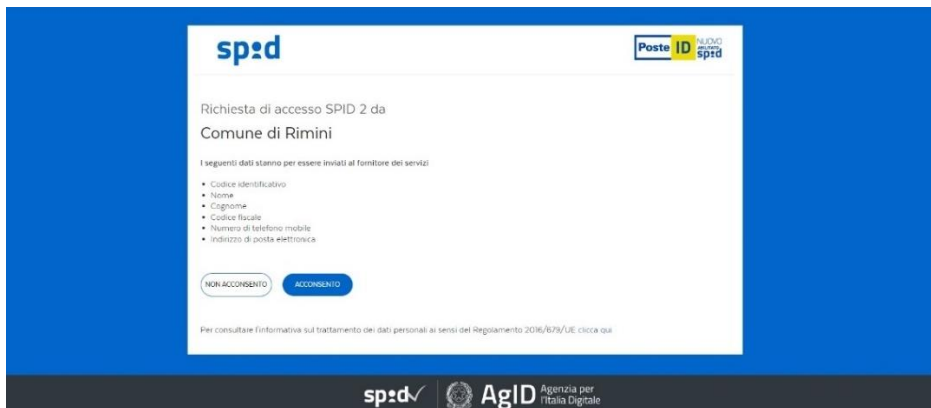 spid
Poste ID NUOVO ABILITATO spid
Richiesta di accesso SPID 2 da
Comune di Rimini
I seguenti dati stanno per essere inviati al fornitore dei servizi
• Codice identificativo
• Nome
• Cognome
• Codice fiscale
• Numero di telefono mobile
• Indirizzo di posta elettronica
NON ACCONSENTO ACCONSENTO
Per consultare l'informativa sul trattamento dei dati personali ai sensi del Regolamento 2016/679/UE clicca qui
spid AgID Agenzia per l'Italia Digitale